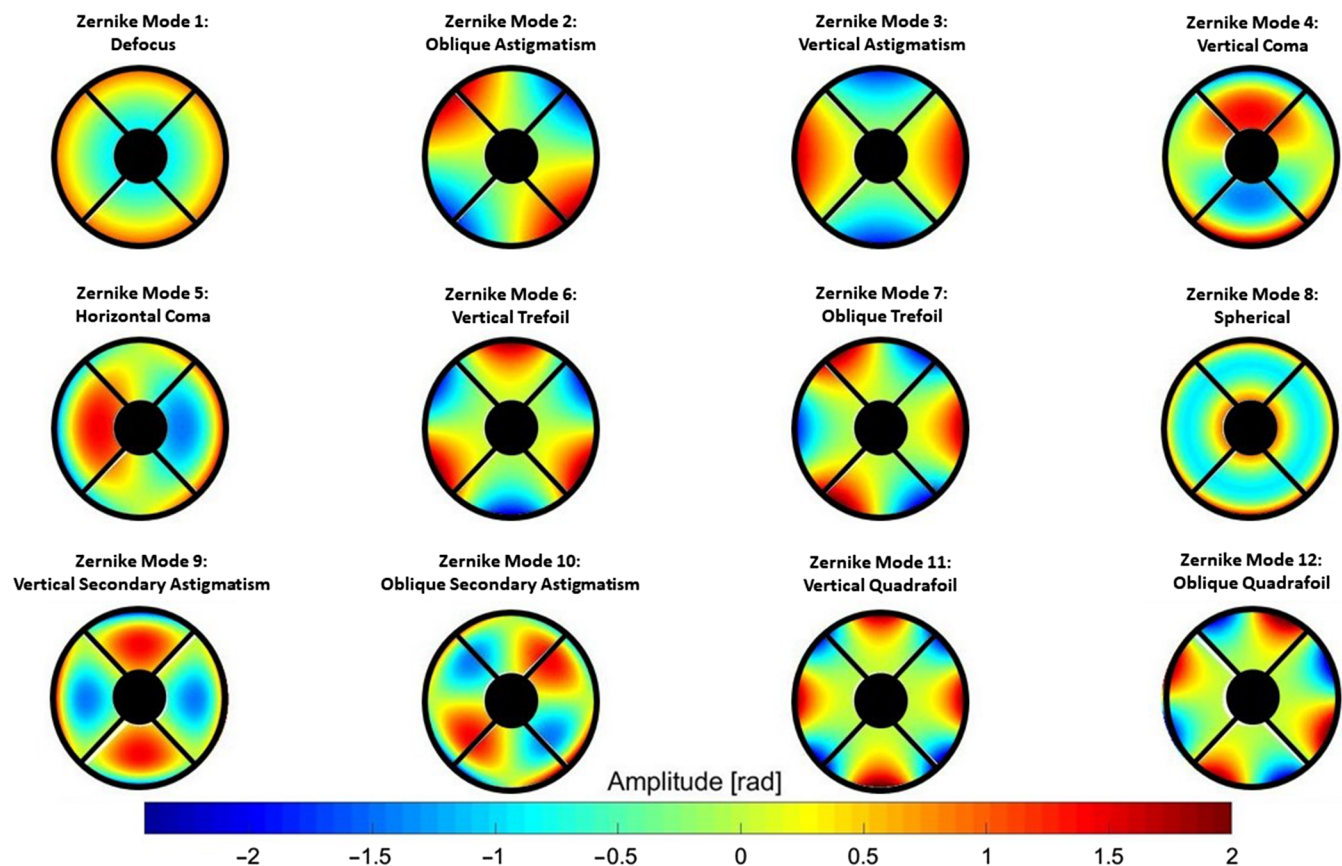 Zernike Mode 1:
Defocus
Zernike Mode 2:
Oblique Astigmatism
Zernike Mode 3:
Vertical Astigmatism
Zernike Mode 4:
Vertical Coma
Zernike Mode 5:
Horizontal Coma
Zernike Mode 6:
Vertical Trefoil
Zernike Mode 7:
Oblique Trefoil
Zernike Mode 8:
Spherical
Zernike Mode 9:
Vertical Secondary Astigmatism
Zernike Mode 10:
Oblique Secondary Astigmatism
Zernike Mode 11:
Vertical Quadrafoil
Zernike Mode 12:
Oblique Quadrafoil
Amplitude [rad]
−2 −1.5 −1 −0.5 0 0.5 1 1.5 2